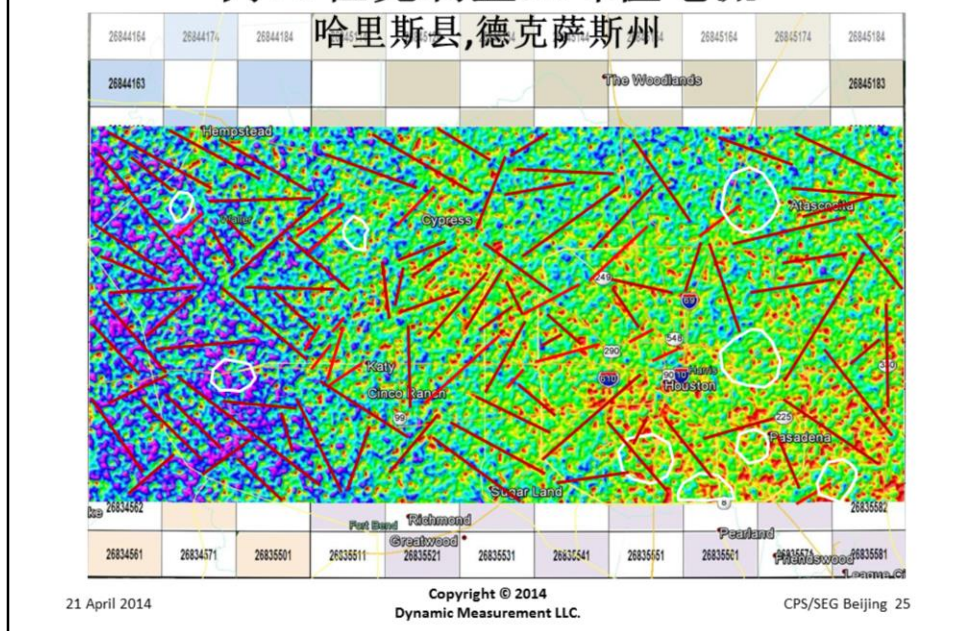 哈里斯县,德克萨斯州
26844164 26844174 26844184 26845164 26845174 26845184
26844163 The Woodlands 26845183
Hempstead
Atascocita
Cypress
249
69
548
290
Katy
610 90 10 Harris
Houston
Cinco Ranch
99
225
Pasadena
Sugar Land
8
26834562 26835582
Richmond
Fort Bend
Pearland
Greatwood
26834561 26834571 26835501 26835511 26835521 26835531 26835541 26835551 26835581
Friendswood
21 April 2014
Copyright © 2014
Dynamic Measurement LLC.
CPS/SEG Beijing 25